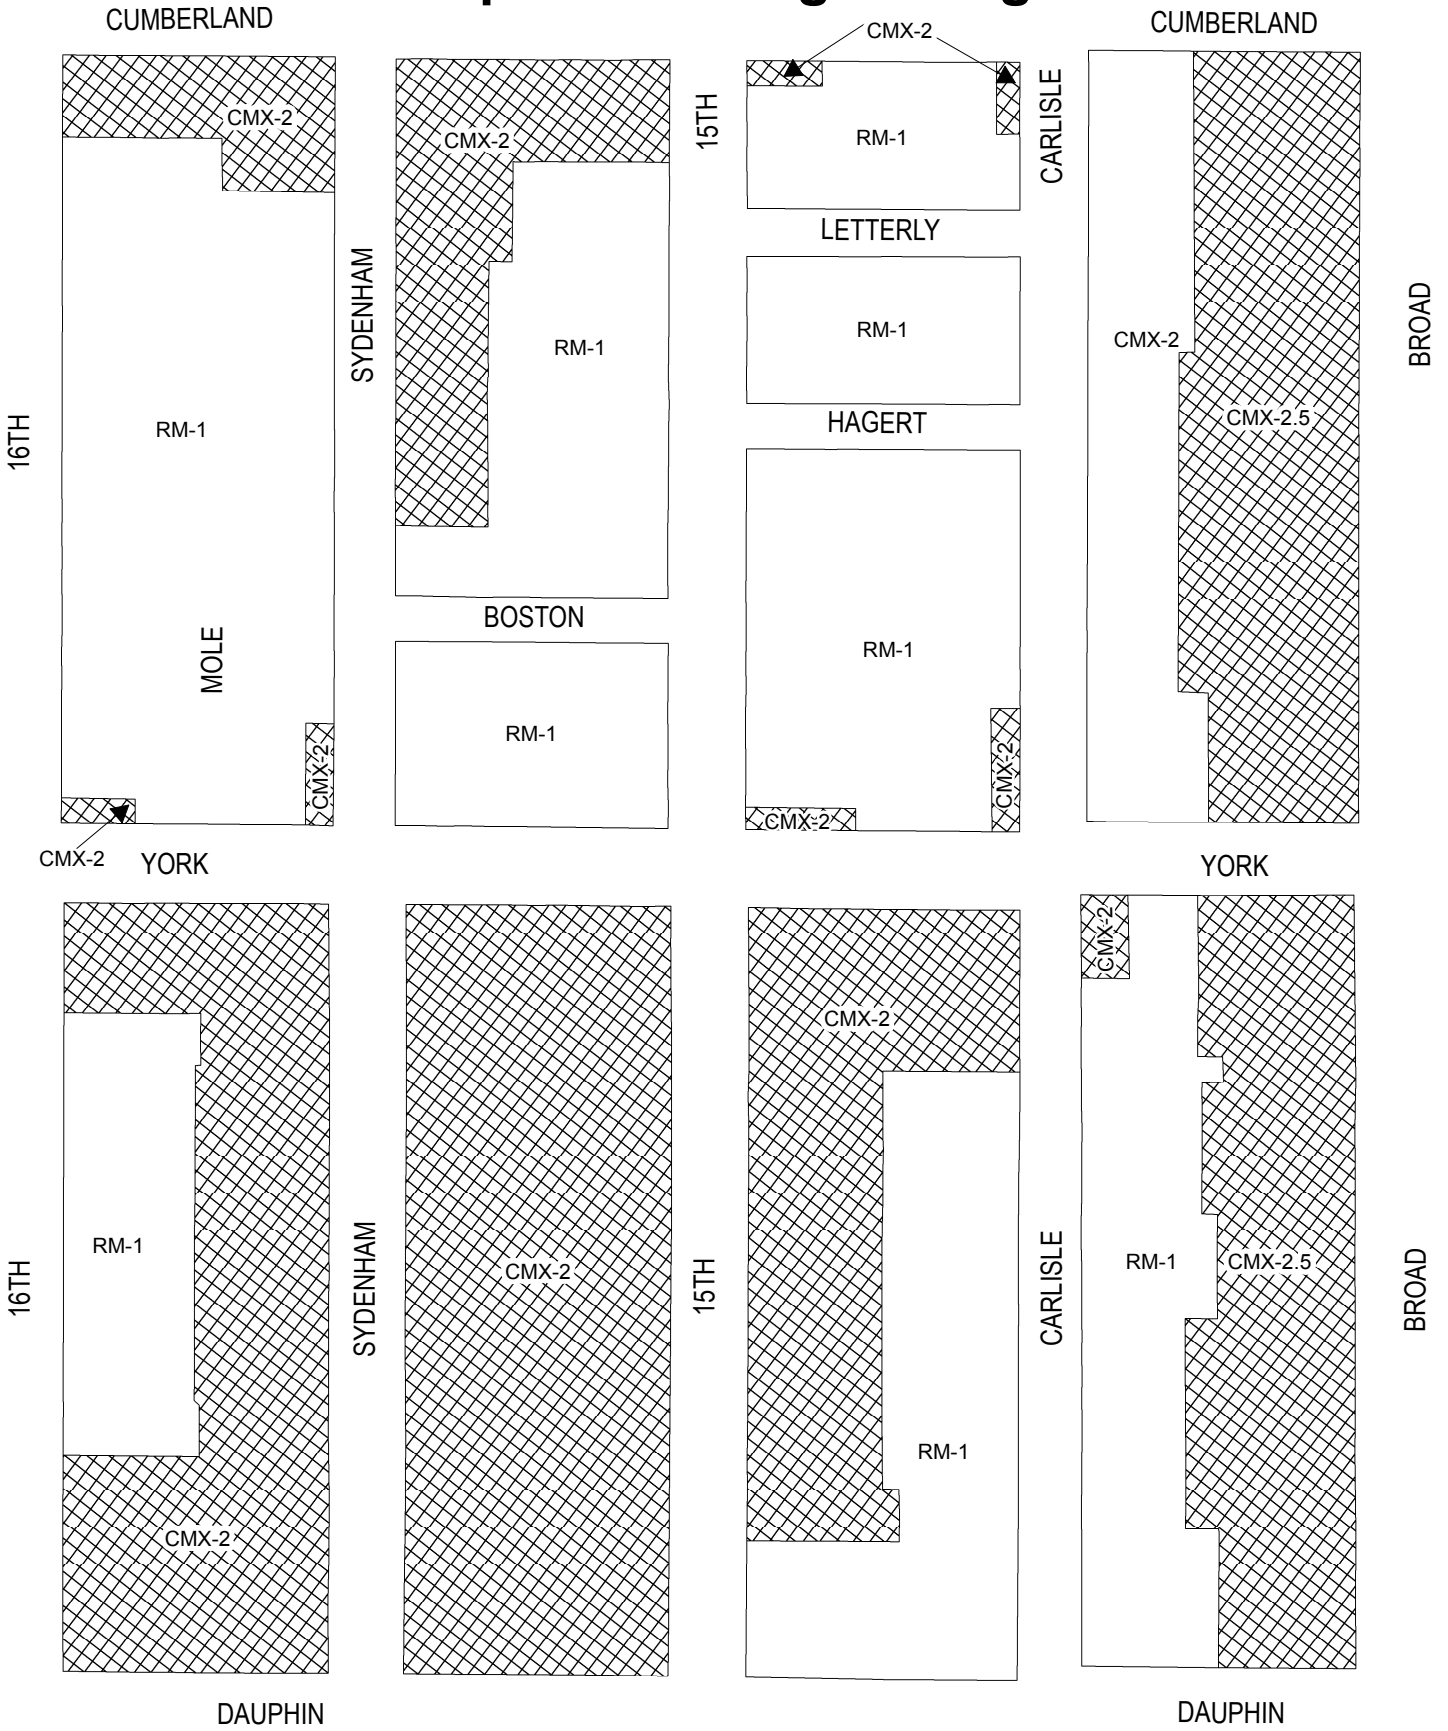 CUMBERLAND
CUMBERLAND
CMX-2
CMX-2
CMX-2
15TH
RM-1
CARLISLE
LETTERLY
SYDENHAM
RM-1
RM-1
CMX-2
BROAD
16TH
RM-1
HAGERT
CMX-2.5
BOSTON
MOLE
RM-1
RM-1
CMX-2
CMX-2
CMX-2
CMX-2
YORK
YORK
CMX-2
CMX-2
16TH
RM-1
SYDENHAM
CMX-2
15TH
CARLISLE
RM-1
CMX-2.5
BROAD
RM-1
CMX-2
DAUPHIN
DAUPHIN